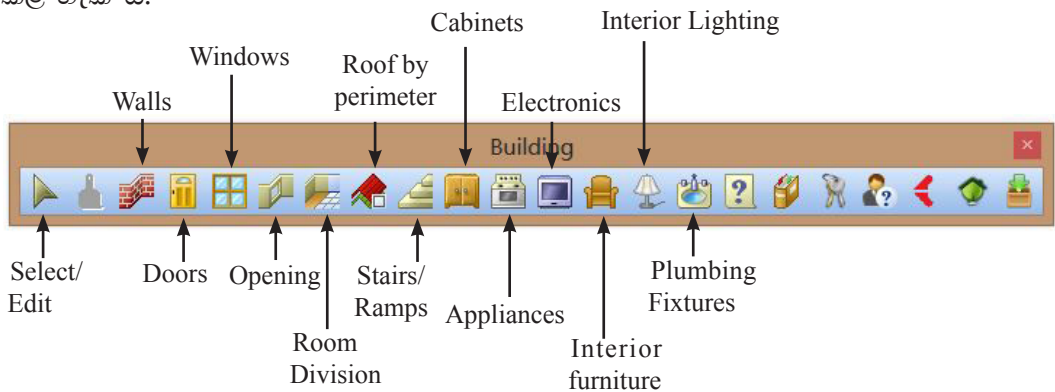 Cabinets
Interior Lighting
Windows
Roof by
perimeter
Walls
Electronics
Building
Select/
Edit
Doors
Opening
Stairs/
Ramps
Plumbing
Fixtures
Appliances
Room
Division
Interior
furniture